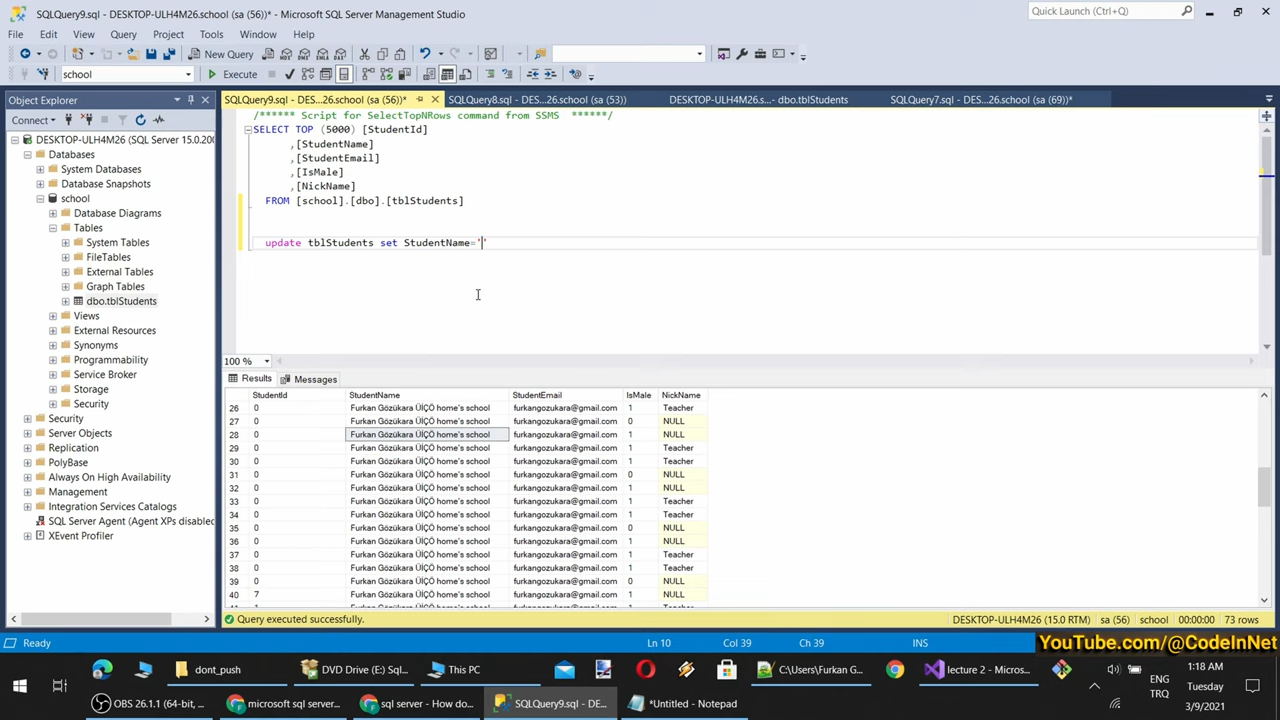 SQLQuery9.sql - DESKTOP-ULH4M26.school (sa (56))* - Microsoft SQL Server Management Studio
Quick Launch (Ctrl+Q)
File Edit View Query Project Tools Window Help
New Query
school
Execute
Object Explorer
SQLQuery9.sql - DES...26.school (sa (56))*
SQLQuery8.sql - DES...26.school (sa (53))
DESKTOP-ULH4M26.s... - dbo.tblStudents
SQLQuery7.sql - DES...26.school (sa (69))*
Connect
DESKTOP-ULH4M26 (SQL Server 15.0.200
Databases
System Databases
Database Snapshots
school
Database Diagrams
Tables
System Tables
FileTables
External Tables
Graph Tables
dbo.tblStudents
Views
External Resources
Synonyms
Programmability
Service Broker
Storage
Security
Security
Server Objects
Replication
PolyBase
Always On High Availability
Management
Integration Services Catalogs
SQL Server Agent (Agent XPs disabled
XEvent Profiler
/****** Script for SelectTopNRows command from SSMS ******/
SELECT TOP (5000) [StudentId]
,[StudentName]
,[StudentEmail]
,[IsMale]
,[NickName]
FROM [school].[dbo].[tblStudents]
update tblStudents set StudentName=''
100 %
Results Messages
StudentId StudentName StudentEmail IsMale NickName
26 0 Furkan Gözükara ÜİÇÖ home's school furkangozukara@gmail.com 1 Teacher
27 0 Furkan Gözükara ÜİÇÖ home's school furkangozukara@gmail.com 0 NULL
28 0 Furkan Gözükara ÜİÇÖ home's school furkangozukara@gmail.com 1 NULL
29 0 Furkan Gözükara ÜİÇÖ home's school furkangozukara@gmail.com 1 Teacher
30 0 Furkan Gözükara ÜİÇÖ home's school furkangozukara@gmail.com 1 Teacher
31 0 Furkan Gözükara ÜİÇÖ home's school furkangozukara@gmail.com 0 NULL
32 0 Furkan Gözükara ÜİÇÖ home's school furkangozukara@gmail.com 1 NULL
33 0 Furkan Gözükara ÜİÇÖ home's school furkangozukara@gmail.com 1 Teacher
34 0 Furkan Gözükara ÜİÇÖ home's school furkangozukara@gmail.com 1 Teacher
35 0 Furkan Gözükara ÜİÇÖ home's school furkangozukara@gmail.com 0 NULL
36 0 Furkan Gözükara ÜİÇÖ home's school furkangozukara@gmail.com 1 NULL
37 0 Furkan Gözükara ÜİÇÖ home's school furkangozukara@gmail.com 1 Teacher
38 0 Furkan Gözükara ÜİÇÖ home's school furkangozukara@gmail.com 1 Teacher
39 0 Furkan Gözükara ÜİÇÖ home's school furkangozukara@gmail.com 0 NULL
40 7 Furkan Gözükara ÜİÇÖ home's school furkangozukara@gmail.com 1 NULL
Query executed successfully.
DESKTOP-ULH4M26 (15.0 RTM) sa (56) school 00:00:00 73 rows
Ready
Ln 10 Col 39 Ch 39 INS
YouTube.com/@CodeInNet
dont_push
DVD Drive (E:) Sql...
This PC
C:\Users\Furkan G...
lecture 2 - Micros...
ENG
TRQ
1:18 AM
Tuesday
3/9/2021
OBS 26.1.1 (64-bit, ...
microsoft sql server...
sql server - How do...
SQLQuery9.sql - DE...
*Untitled - Notepad